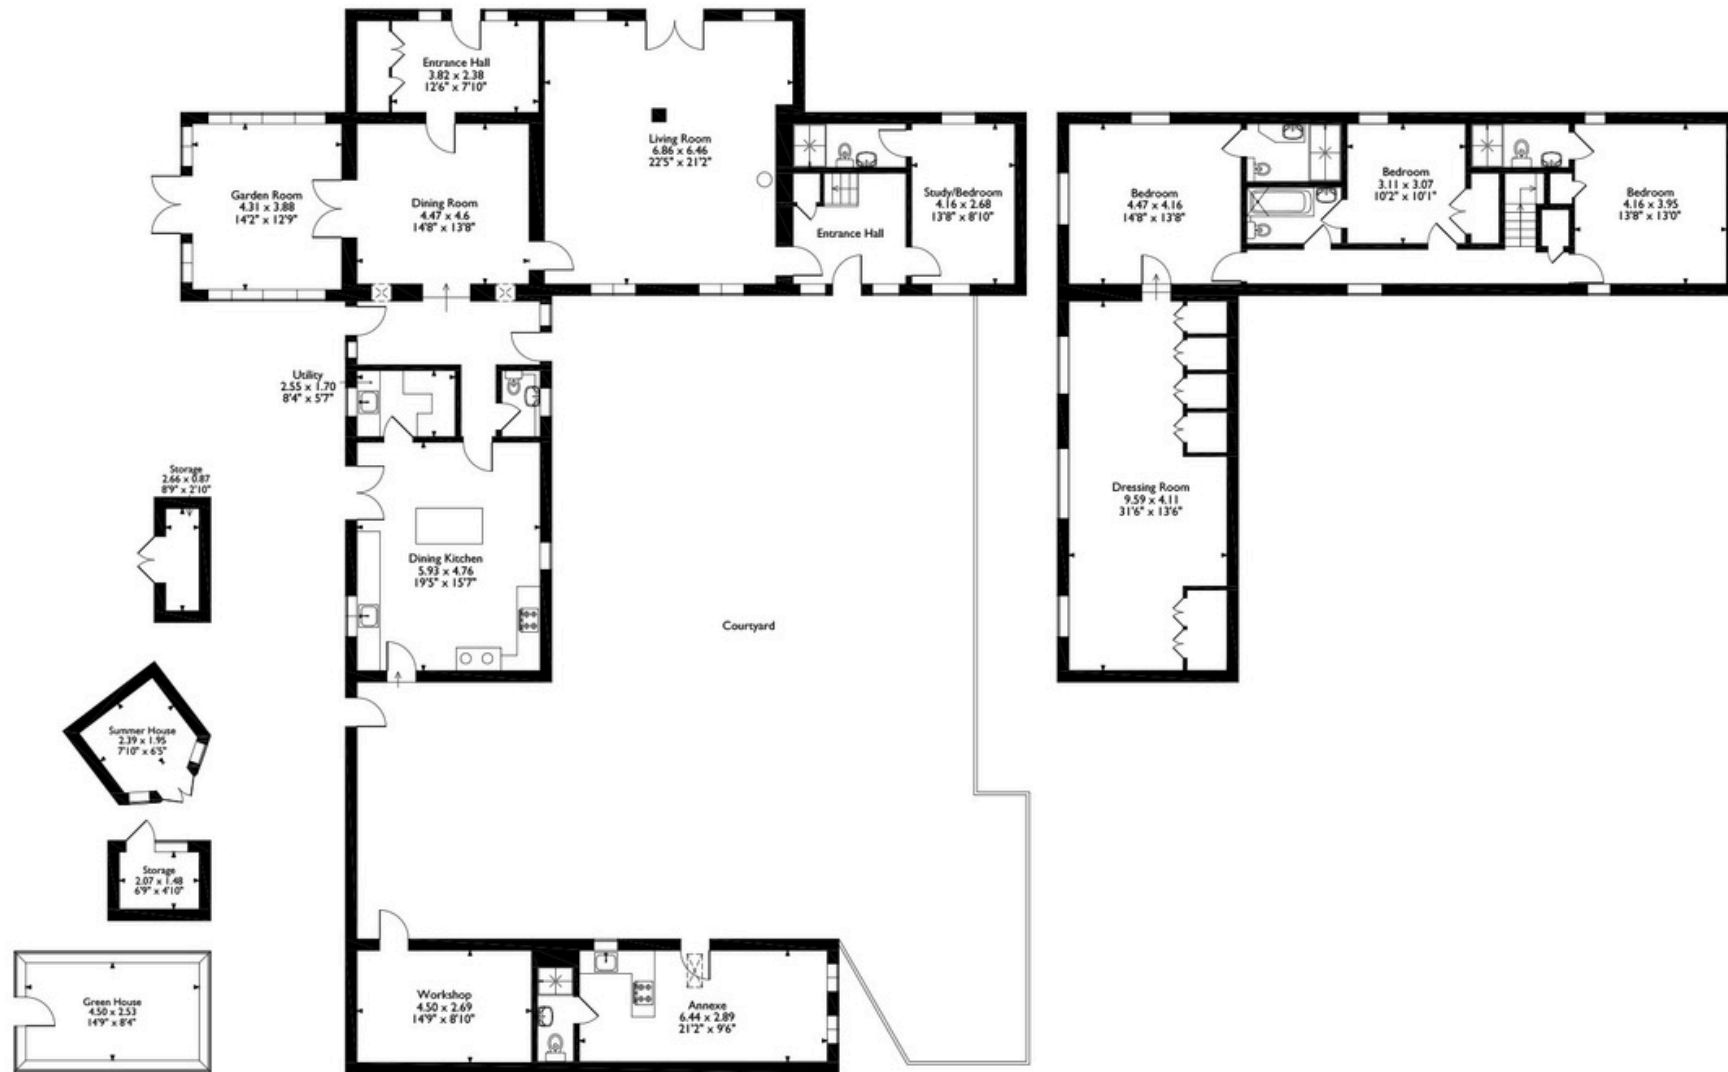 Entrance Hall
3.82 x 2.38
12'6" x 7'10"
Living Room
6.86 x 6.46
22'5" x 21'2"
Garden Room
4.31 x 3.88
14'2" x 12'9"
Dining Room
4.47 x 4.6
14'8" x 13'8"
Study/Bedroom
4.16 x 2.68
13'8" x 8'10"
Entrance Hall
Bedroom
4.47 x 4.16
14'8" x 13'8"
Bedroom
3.11 x 3.07
10'2" x 10'1"
Bedroom
4.16 x 3.95
13'8" x 13'0"
Utility
2.55 x 1.70
8'4" x 5'7"
Storage
2.66 x 0.87
8'9" x 2'10"
Dining Kitchen
5.93 x 4.76
19'5" x 15'7"
Dressing Room
9.59 x 4.11
31'6" x 13'6"
Courtyard
Summer House
2.39 x 1.95
7'10" x 6'5"
Storage
2.07 x 1.48
6'9" x 4'10"
Green House
4.50 x 2.53
14'9" x 8'4"
Workshop
4.50 x 2.69
14'9" x 8'10"
Annexe
6.44 x 2.89
21'2" x 9'6"